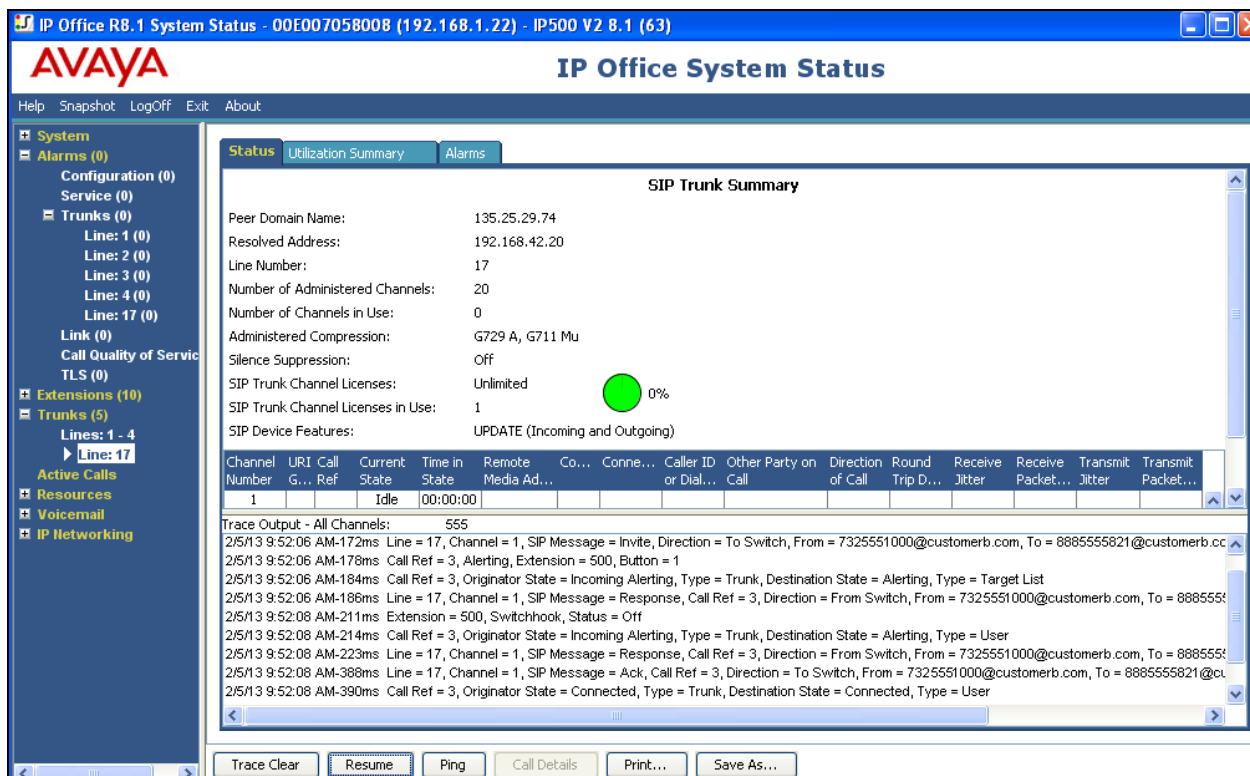 IP Office R8.1 System Status - 00E007058008 (192.168.1.22) - IP500 V2 8.1 (63)
AVAYA
IP Office System Status
Help Snapshot LogOff Exit About
System
Alarms (0)
Configuration (0)
Service (0)
Trunks (0)
Line: 1 (0)
Line: 2 (0)
Line: 3 (0)
Line: 4 (0)
Line: 17 (0)
Link (0)
Call Quality of Servic
TLS (0)
Extensions (10)
Trunks (5)
Lines: 1 - 4
Line: 17
Active Calls
Resources
Voicemail
IP Networking
Status Utilization Summary Alarms
SIP Trunk Summary
Peer Domain Name: 135.25.29.74
Resolved Address: 192.168.42.20
Line Number: 17
Number of Administered Channels: 20
Number of Channels in Use: 0
Administered Compression: G729 A, G711 Mu
Silence Suppression: Off
SIP Trunk Channel Licenses: Unlimited
0%
SIP Trunk Channel Licenses in Use: 1
SIP Device Features: UPDATE (Incoming and Outgoing)
Channel URI Call Current Time in Remote Co... Conne... Caller ID Other Party on Direction Round Receive Receive Transmit Transmit
Number G... Ref State State Media Ad... or Dial... Call of Call Trip D... Jitter Packet... Jitter Packet...
1 Idle 00:00:00
Trace Output - All Channels: 555
2/5/13 9:52:06 AM-172ms Line = 17, Channel = 1, SIP Message = Invite, Direction = To Switch, From = 7325551000@customerb.com, To = 8885555821@customerb.cc
2/5/13 9:52:06 AM-178ms Call Ref = 3, Alerting, Extension = 500, Button = 1
2/5/13 9:52:06 AM-184ms Call Ref = 3, Originator State = Incoming Alerting, Type = Trunk, Destination State = Alerting, Type = Target List
2/5/13 9:52:06 AM-186ms Line = 17, Channel = 1, SIP Message = Response, Call Ref = 3, Direction = From Switch, From = 7325551000@customerb.com, To = 888555
2/5/13 9:52:08 AM-211ms Extension = 500, Switchhook, Status = Off
2/5/13 9:52:08 AM-214ms Call Ref = 3, Originator State = Incoming Alerting, Type = Trunk, Destination State = Alerting, Type = User
2/5/13 9:52:08 AM-223ms Line = 17, Channel = 1, SIP Message = Response, Call Ref = 3, Direction = From Switch, From = 7325551000@customerb.com, To = 888555
2/5/13 9:52:08 AM-388ms Line = 17, Channel = 1, SIP Message = Ack, Call Ref = 3, Direction = To Switch, From = 7325551000@customerb.com, To = 8885555821@cu
2/5/13 9:52:08 AM-390ms Call Ref = 3, Originator State = Connected, Type = Trunk, Destination State = Connected, Type = User
Trace Clear Resume Ping Call Details Print... Save As...